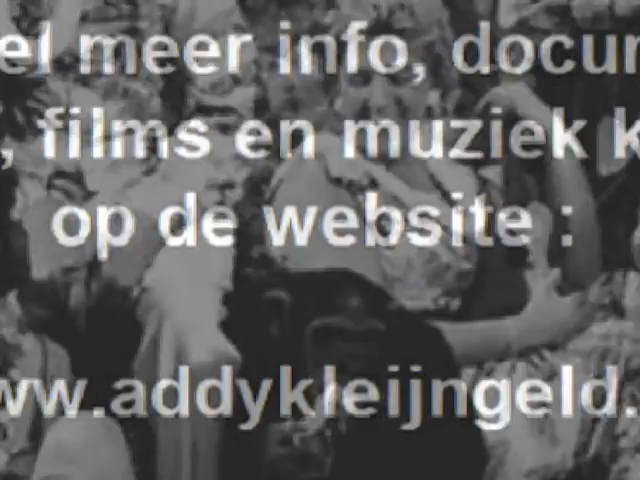 el meer info, docum
, films en muziek k
op de website :
ww.addykleijngeld.